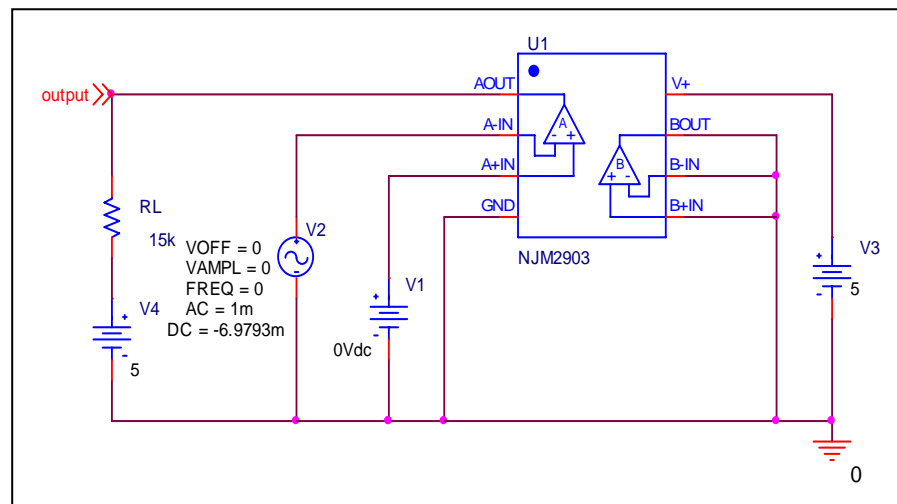 U1
output
AOUT
V+
A-IN
A
BOUT
- +
A+IN
B
B-IN
+ -
GND
B+IN
RL
15k
V2
VOFF = 0
VAMPL = 0
FREQ = 0
AC = 1m
DC = -6.9793m
+
-
NJM2903
V1
+
-
0Vdc
V3
+
-
5
V4
+
-
5
0